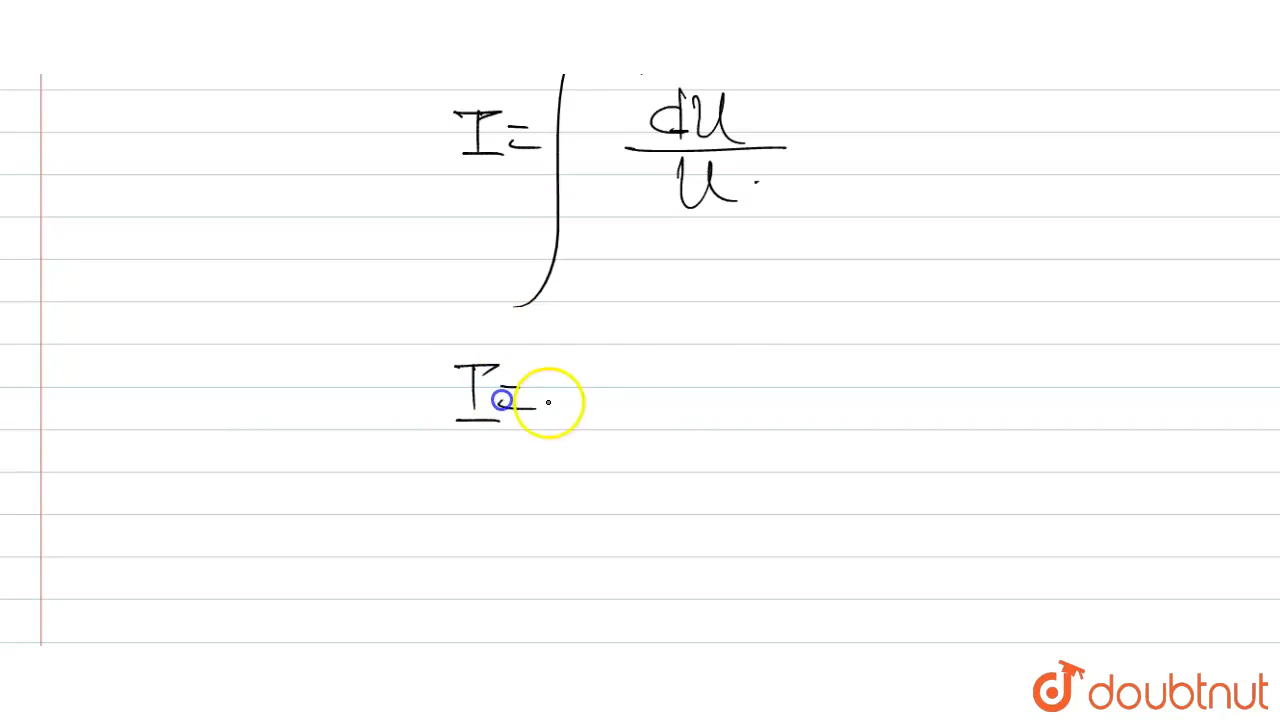 I = ∫ du/u.
I =
doubtnut